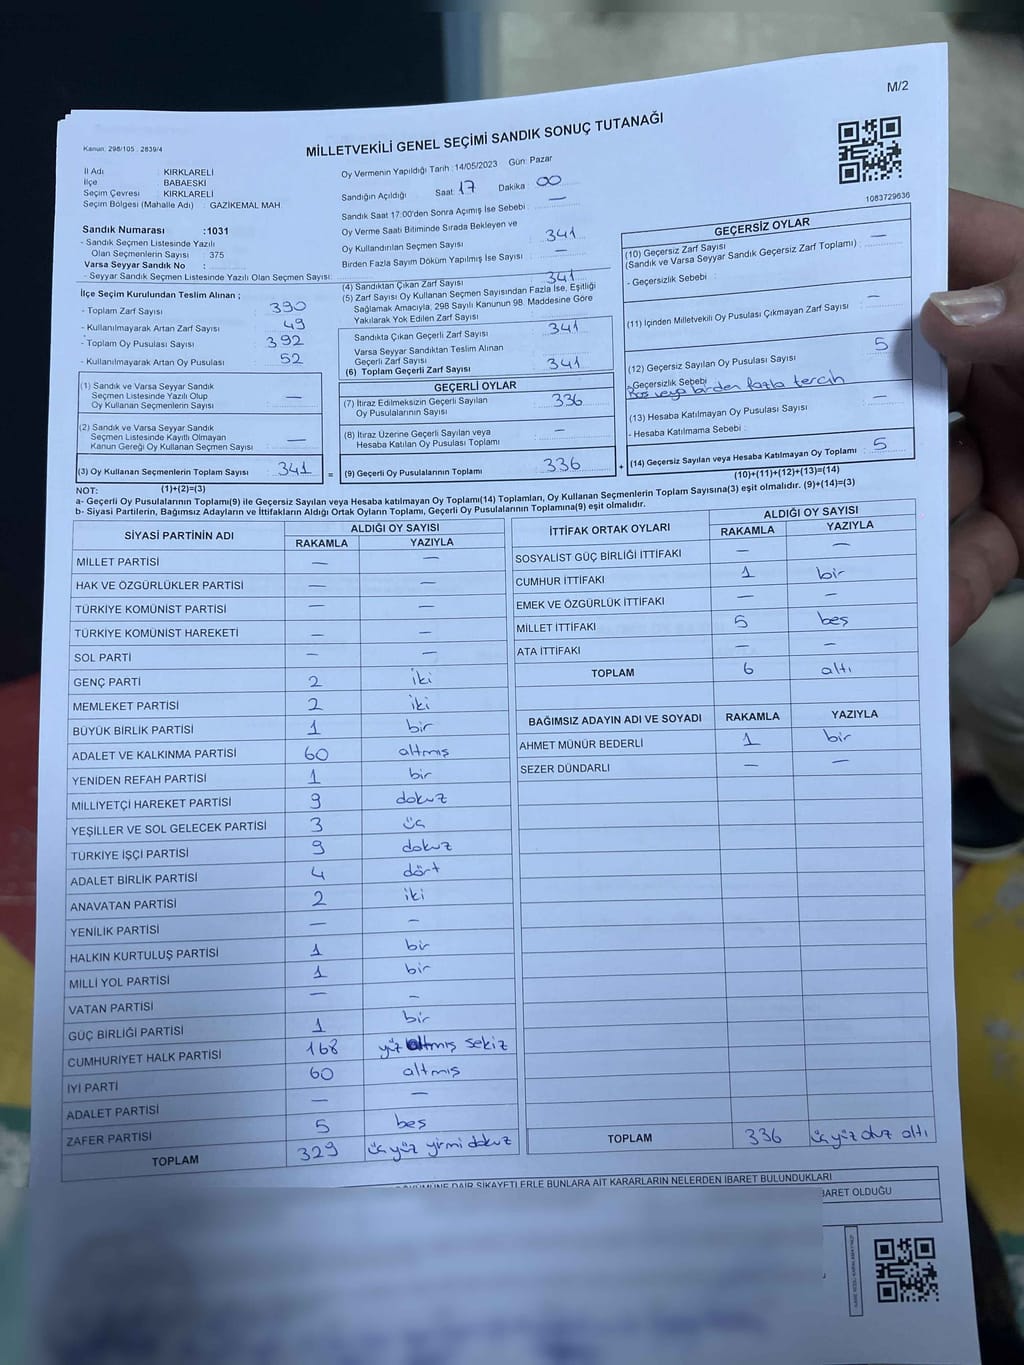 M/2
Kanun: 298/105 : 2839/4
MİLLETVEKİLİ GENEL SEÇİMİ SANDIK SONUÇ TUTANAĞI
İl Adı : KIRKLARELİ
İlçe : BABAESKİ
Seçim Çevresi : KIRKLARELİ
Seçim Bölgesi (Mahalle Adı) : GAZİKEMAL MAH.
Oy Vermenin Yapıldığı Tarih : 14/05/2023 Gün: Pazar
Sandığın Açıldığı Saat: 17 Dakika : 00
Sandık Saat 17:00'den Sonra Açımış İse Sebebi : —
Oy Verme Saati Bitiminde Sırada Bekleyen ve
Oy Kullandırılan Seçmen Sayısı : 341
Birden Fazla Sayım Döküm Yapılmış İse Sayısı : —
1083729636
Sandık Numarası :1031
- Sandık Seçmen Listesinde Yazılı
Olan Seçmenlerin Sayısı : 375
Varsa Seyyar Sandık No :
- Seyyar Sandık Seçmen Listesinde Yazılı Olan Seçmen Sayısı:
İlçe Seçim Kurulundan Teslim Alınan ;
- Toplam Zarf Sayısı : 390
- Kullanılmayarak Artan Zarf Sayısı : 49
- Toplam Oy Pusulası Sayısı : 392
- Kullanılmayarak Artan Oy Pusulası : 52
(1) Sandık ve Varsa Seyyar Sandık
Seçmen Listesinde Yazılı Olup
Oy Kullanan Seçmenlerin Sayısı : —
(2) Sandık ve Varsa Seyyar Sandık
Seçmen Listesinde Kayıtlı Olmayan
Kanun Gereği Oy Kullanan Seçmen Sayısı : —
(3) Oy Kullanan Seçmenlerin Toplam Sayısı : 341
(1)+(2)=(3)
(4) Sandıktan Çıkan Zarf Sayısı : 341
(5) Zarf Sayısı Oy Kullanan Seçmen Sayısından Fazla İse, Eşitliği
Sağlamak Amacıyla, 298 Sayılı Kanunun 98. Maddesine Göre
Yakılarak Yok Edilen Zarf Sayısı :
Sandıkta Çıkan Geçerli Zarf Sayısı : 341
Varsa Seyyar Sandıktan Teslim Alınan
Geçerli Zarf Sayısı :
(6) Toplam Geçerli Zarf Sayısı : 341
GEÇERLİ OYLAR
(7) İtiraz Edilmeksizin Geçerli Sayılan
Oy Pusulalarının Sayısı : 336
(8) İtiraz Üzerine Geçerli Sayılan veya
Hesaba Katılan Oy Pusulası Toplamı : —
= (9) Geçerli Oy Pusulalarının Toplamı : 336
GEÇERSİZ OYLAR
(10) Geçersiz Zarf Sayısı
(Sandık ve Varsa Seyyar Sandık Geçersiz Zarf Toplamı) : —
- Geçersizlik Sebebi :
(11) İçinden Milletvekili Oy Pusulası Çıkmayan Zarf Sayısı : —
(12) Geçersiz Sayılan Oy Pusulası Sayısı : 5
- Geçersizlik Sebebi
Boş veya birden fazla tercih
(13) Hesaba Katılmayan Oy Pusulası Sayısı : —
- Hesaba Katılmama Sebebi :
+ (14) Geçersiz Sayılan veya Hesaba Katılmayan Oy Toplamı : 5
(10)+(11)+(12)+(13)=(14)
NOT:
a- Geçerli Oy Pusulalarının Toplamı(9) ile Geçersiz Sayılan veya Hesaba katılmayan Oy Toplamı(14) Toplamları, Oy Kullanan Seçmenlerin Toplam Sayısına(3) eşit olmalıdır. (9)+(14)=(3)
b- Siyasi Partilerin, Bağımsız Adayların ve İttifakların Aldığı Ortak Oyların Toplamı, Geçerli Oy Pusulalarının Toplamına(9) eşit olmalıdır.
SİYASİ PARTİNİN ADI ALDIĞI OY SAYISI
RAKAMLA YAZIYLA
MİLLET PARTİSİ — —
HAK VE ÖZGÜRLÜKLER PARTİSİ — —
TÜRKİYE KOMÜNİST PARTİSİ — —
TÜRKİYE KOMÜNİST HAREKETİ — —
SOL PARTİ — —
GENÇ PARTİ 2 iki
MEMLEKET PARTİSİ 2 iki
BÜYÜK BİRLİK PARTİSİ 1 bir
ADALET VE KALKINMA PARTİSİ 60 altmış
YENİDEN REFAH PARTİSİ 1 bir
MİLLİYETÇİ HAREKET PARTİSİ 9 dokuz
YEŞİLLER VE SOL GELECEK PARTİSİ 3 üç
TÜRKİYE İŞÇİ PARTİSİ 9 dokuz
ADALET BİRLİK PARTİSİ 4 dört
ANAVATAN PARTİSİ 2 iki
YENİLİK PARTİSİ — —
HALKIN KURTULUŞ PARTİSİ 1 bir
MİLLİ YOL PARTİSİ 1 bir
VATAN PARTİSİ — —
GÜÇ BİRLİĞİ PARTİSİ 1 bir
CUMHURİYET HALK PARTİSİ 168 yüz altmış sekiz
İYİ PARTİ 60 altmış
ADALET PARTİSİ — —
ZAFER PARTİSİ 5 beş
TOPLAM 329 üçyüz yirmi dokuz
İTTİFAK ORTAK OYLARI ALDIĞI OY SAYISI
RAKAMLA YAZIYLA
SOSYALİST GÜÇ BİRLİĞİ İTTİFAKI — —
CUMHUR İTTİFAKI 1 bir
EMEK VE ÖZGÜRLÜK İTTİFAKI — —
MİLLET İTTİFAKI 5 beş
ATA İTTİFAKI — —
TOPLAM 6 altı
BAĞIMSIZ ADAYIN ADI VE SOYADI RAKAMLA YAZIYLA
AHMET MÜNÜR BEDERLİ 1 bir
SEZER DÜNDARLI — —
TOPLAM 336 üçyüz otuz altı
DAİR ŞİKAYETLERLE BUNLARA AİT KARARLARIN NELERDEN İBARET BULUNDUKLARI
İBARET OLDUĞU